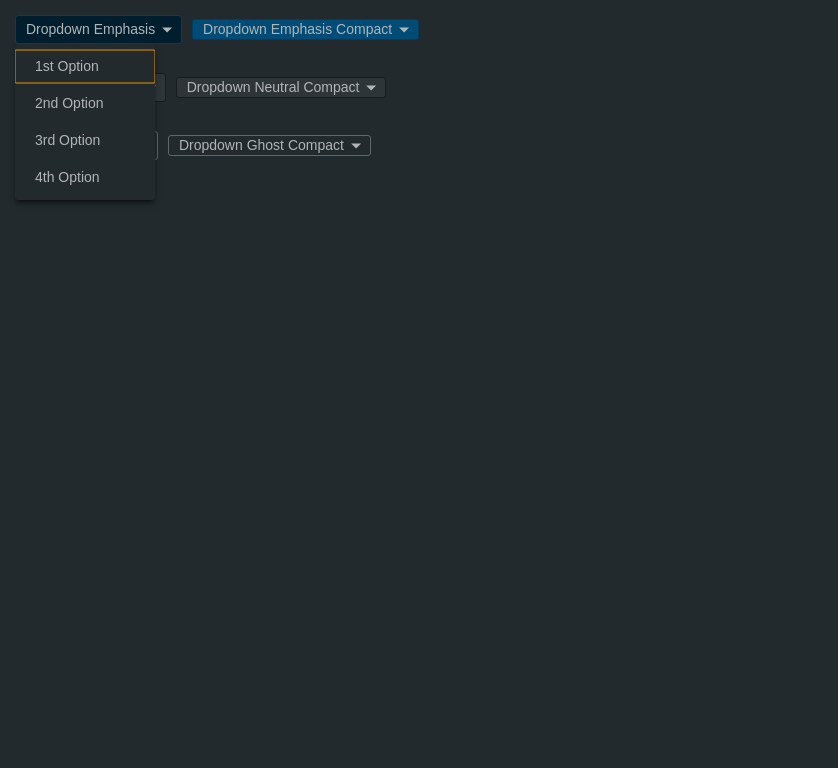 Dropdown Emphasis
Dropdown Emphasis Compact
1st Option
Dropdown Neutral Compact
2nd Option
3rd Option
Dropdown Ghost Compact
4th Option